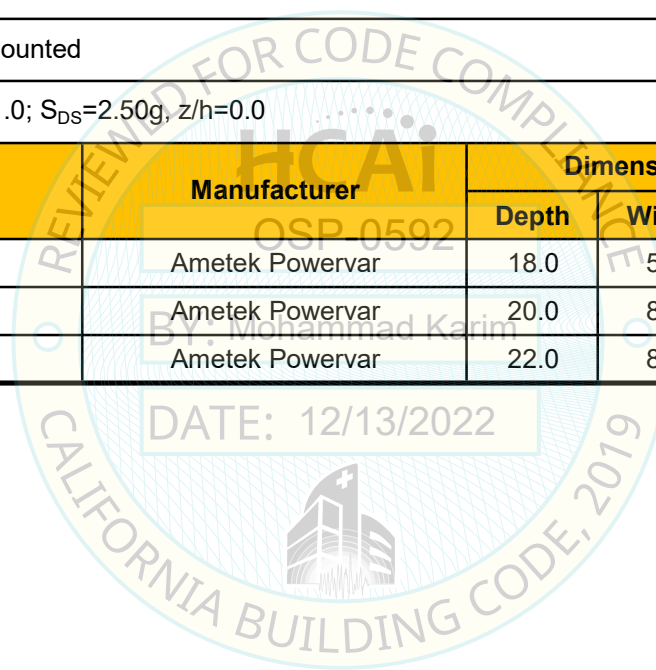 ounted
.0; S_DS=2.50g, z/h=0.0
Manufacturer
Dimens
Depth
Wi
Ametek Powervar 18.0 5
Ametek Powervar 20.0 8
Ametek Powervar 22.0 8
REVIEWED FOR CODE COMPLIANCE
HCAi
OSP-0592
BY: Mohammad Karim
DATE: 12/13/2022
CALIFORNIA BUILDING CODE, 2019